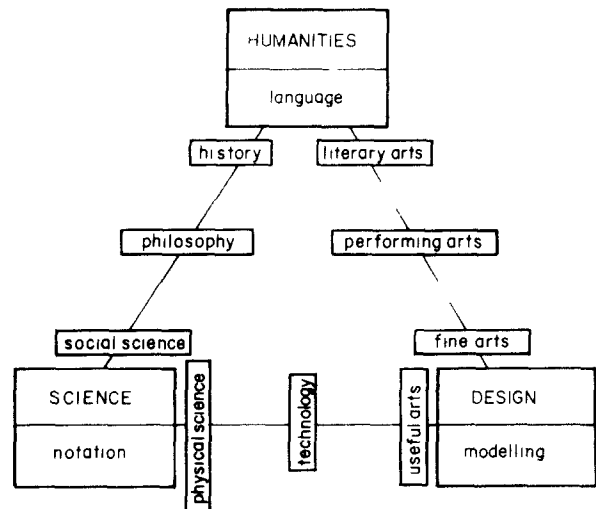 HUMANITIES
language
history
literary arts
philosophy
performing arts
social science
fine arts
SCIENCE
notation
physical science
technology
useful arts
DESIGN
modelling